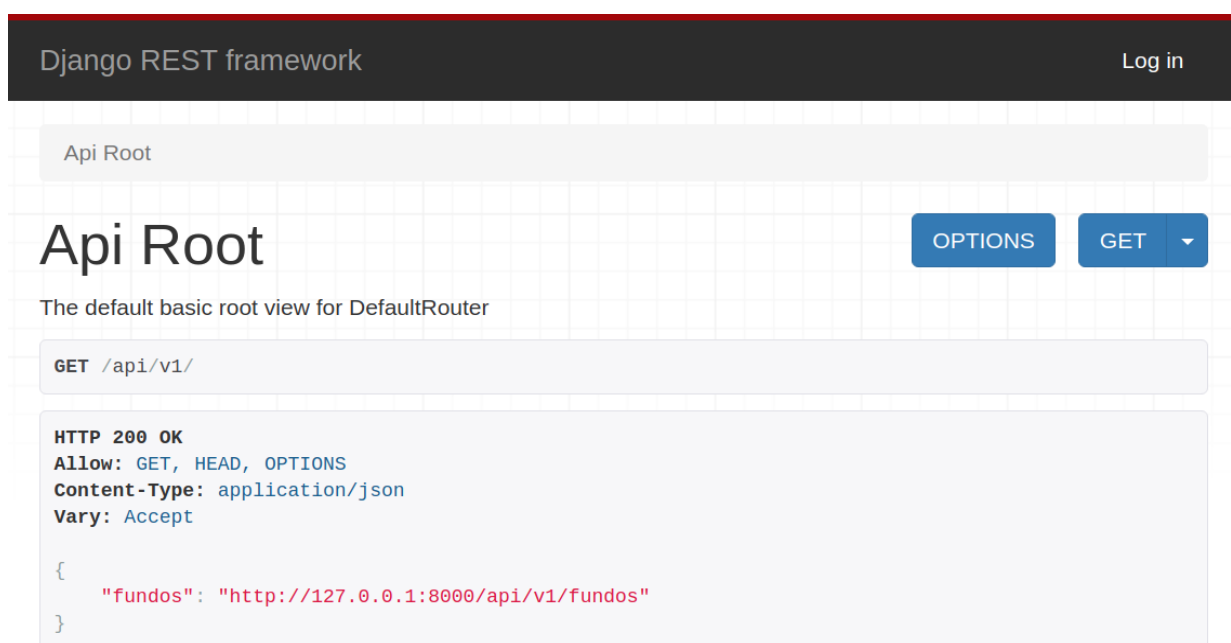 Django REST framework
Log in
Api Root
Api Root
OPTIONS
GET
The default basic root view for DefaultRouter
GET /api/v1/
HTTP 200 OK
Allow: GET, HEAD, OPTIONS
Content-Type: application/json
Vary: Accept
{
"fundos": "http://127.0.0.1:8000/api/v1/fundos"
}